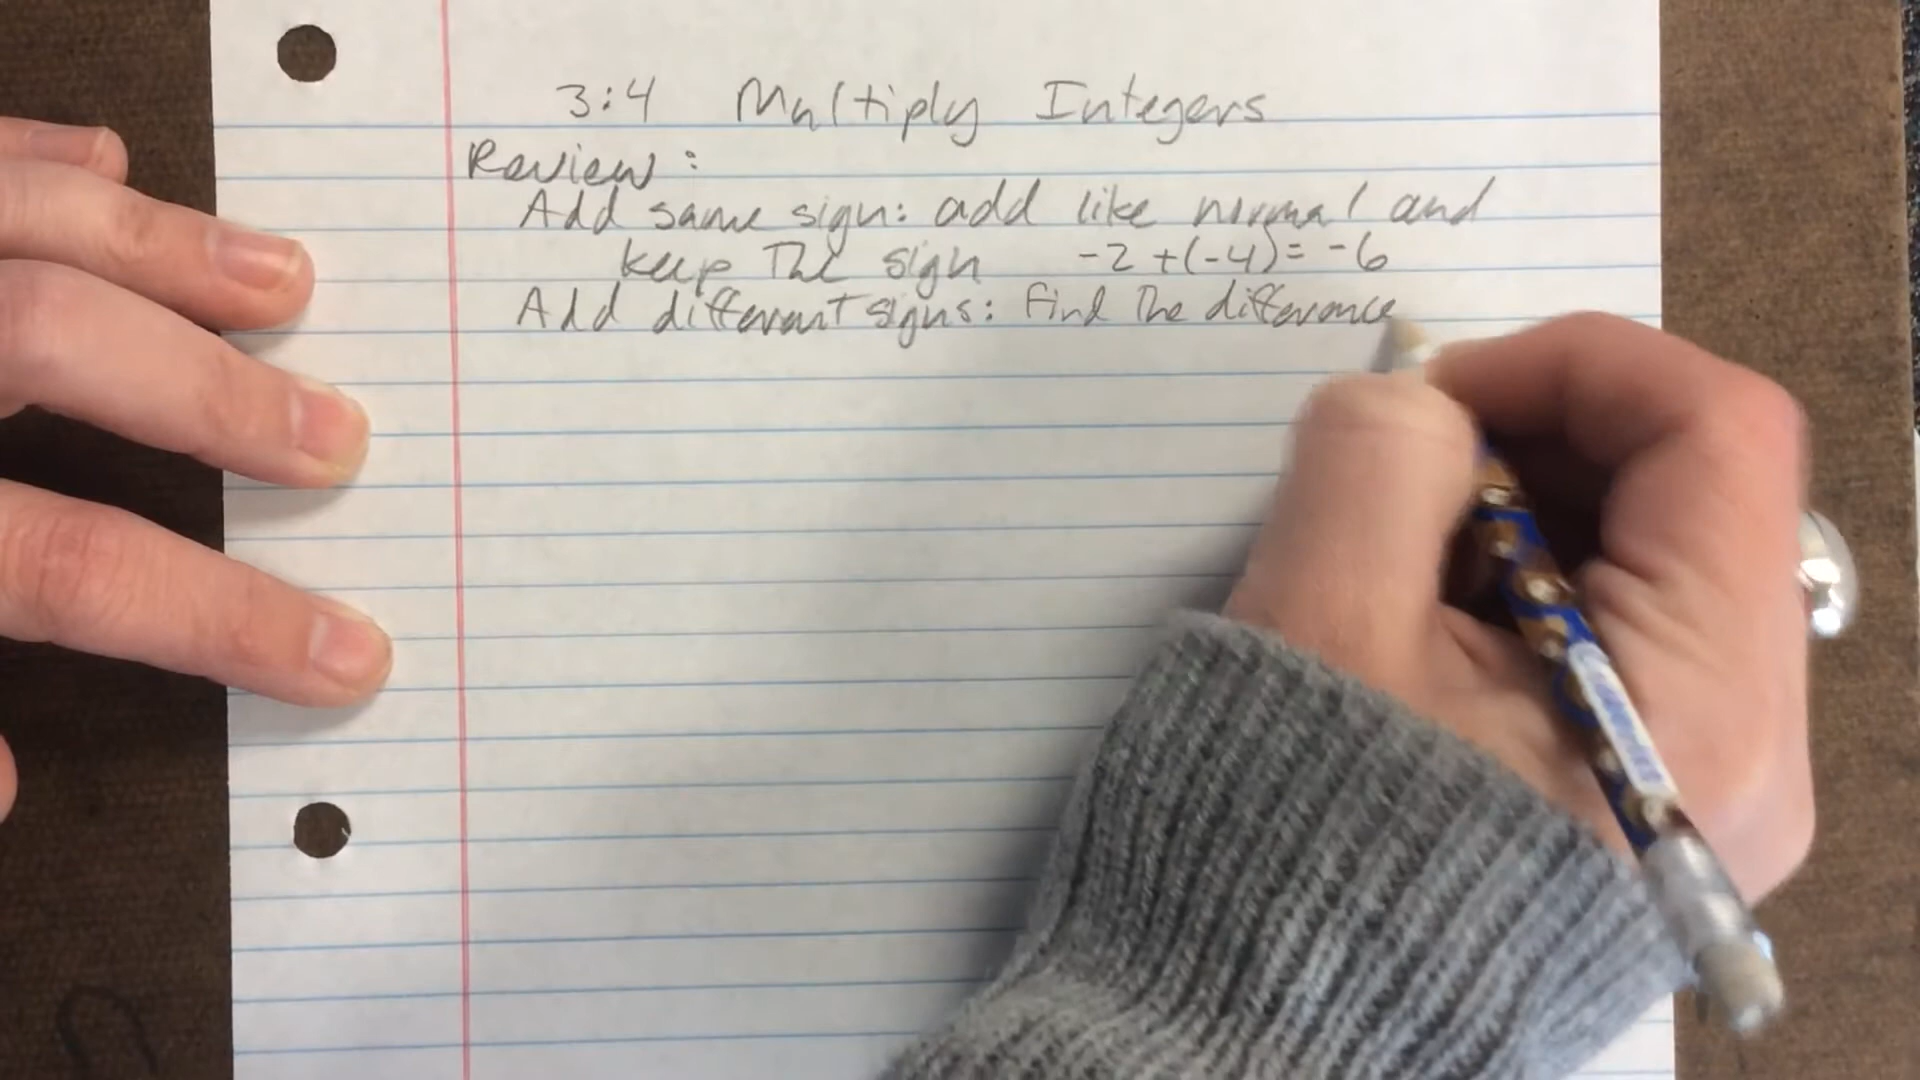 3:4 Multiply Integers
Review:
Add same sign: add like normal and
keep The sign -2 +(-4)= -6
Add different signs: find The difference